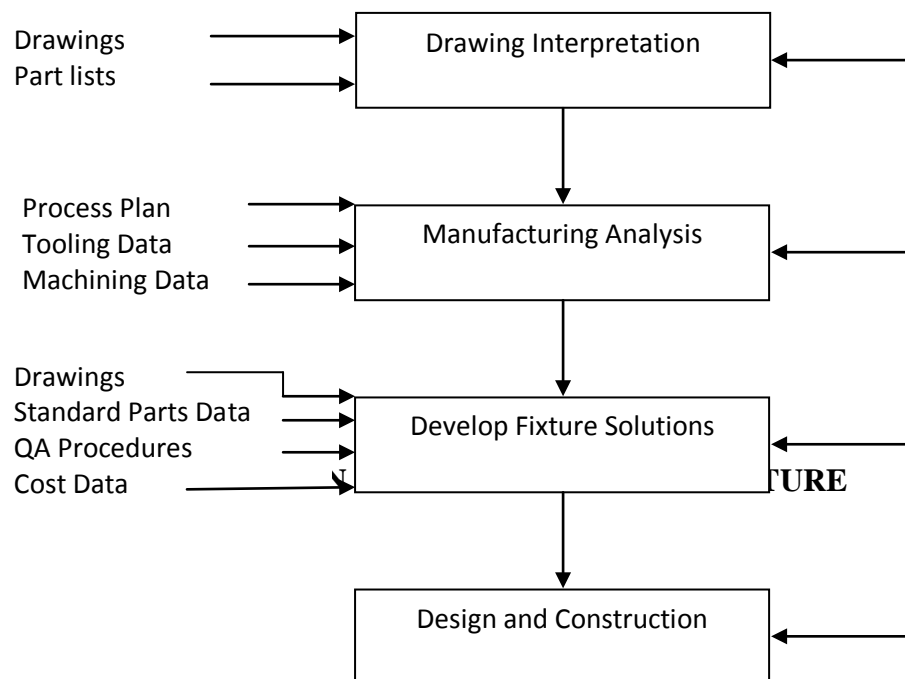 Drawings
Part lists
Drawing Interpretation
Process Plan
Tooling Data
Machining Data
Manufacturing Analysis
Drawings
Standard Parts Data
QA Procedures
Cost Data
Develop Fixture Solutions
Design and Construction